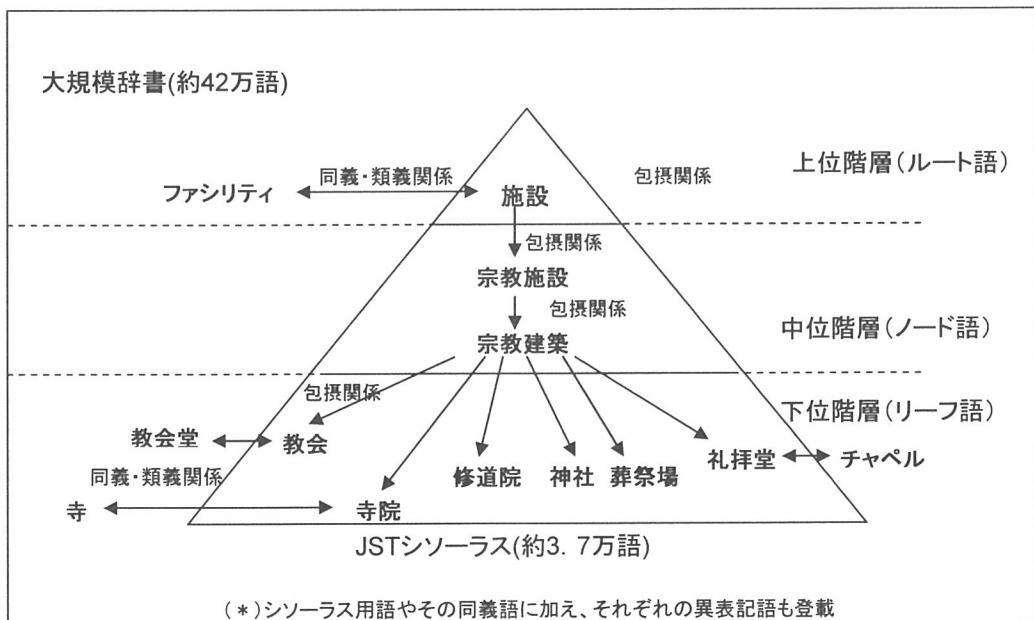 大規模辞書(約42万語)
上位階層(ルート語)
同義・類義関係
包摂関係
ファシリティ
施設
包摂関係
宗教施設
包摂関係
宗教建築
中位階層(ノード語)
包摂関係
下位階層(リーフ語)
教会堂
教会
同義・類義関係
修道院
神社
葬祭場
礼拝堂
チャペル
寺
寺院
JSTシソーラス(約3. 7万語)
(*)シソーラス用語やその同義語に加え、それぞれの異表記語も登載